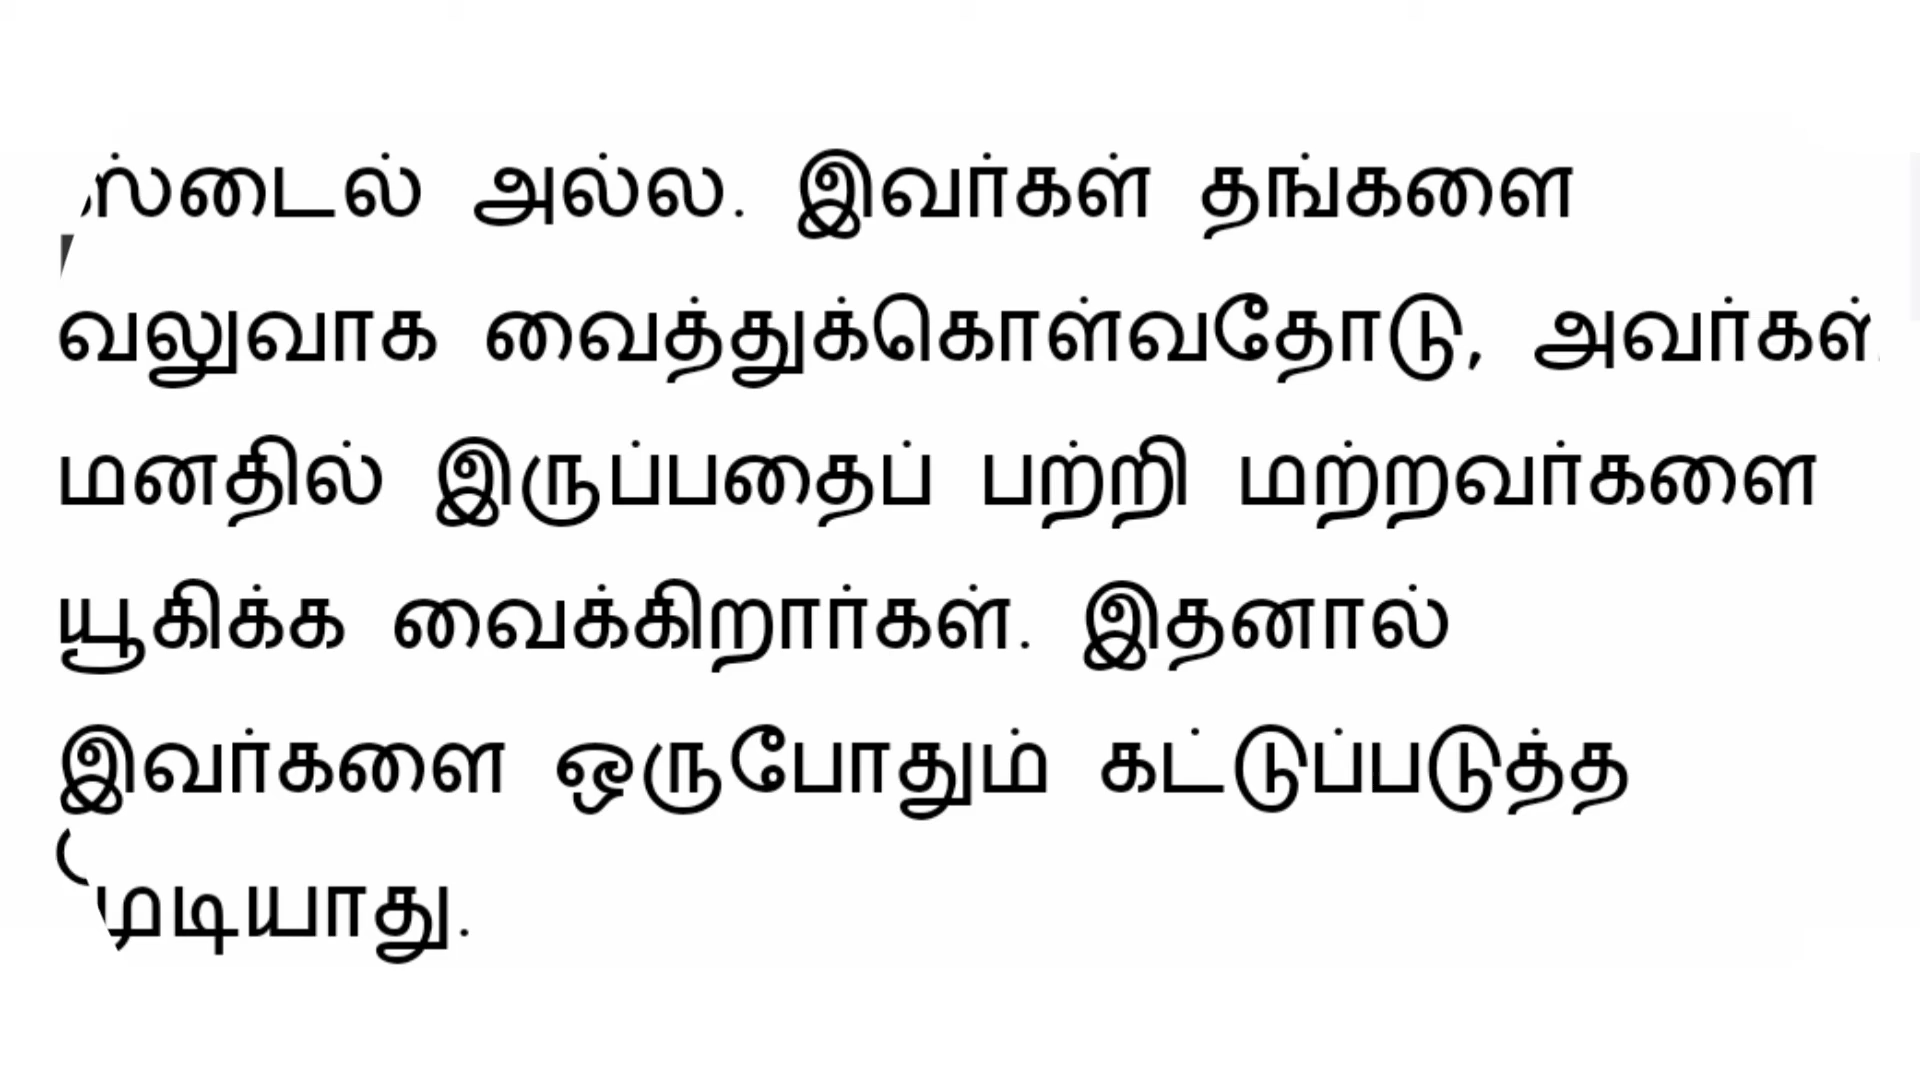 ஸ்டைல் அல்ல. இவர்கள் தங்களை
வலுவாக வைத்துக்கொள்வதோடு, அவர்கள்
மனதில் இருப்பதைப் பற்றி மற்றவர்களை
யூகிக்க வைக்கிறார்கள். இதனால்
இவர்களை ஒருபோதும் கட்டுப்படுத்த
முடியாது.